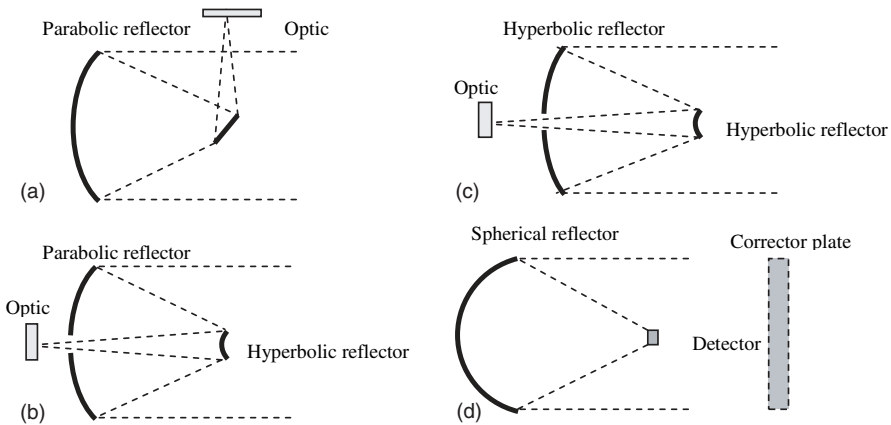 Parabolic reflector
Optic
(a)
Parabolic reflector
Optic
Hyperbolic reflector
(b)
Hyperbolic reflector
Optic
Hyperbolic reflector
(c)
Spherical reflector
Corrector plate
Detector
(d)